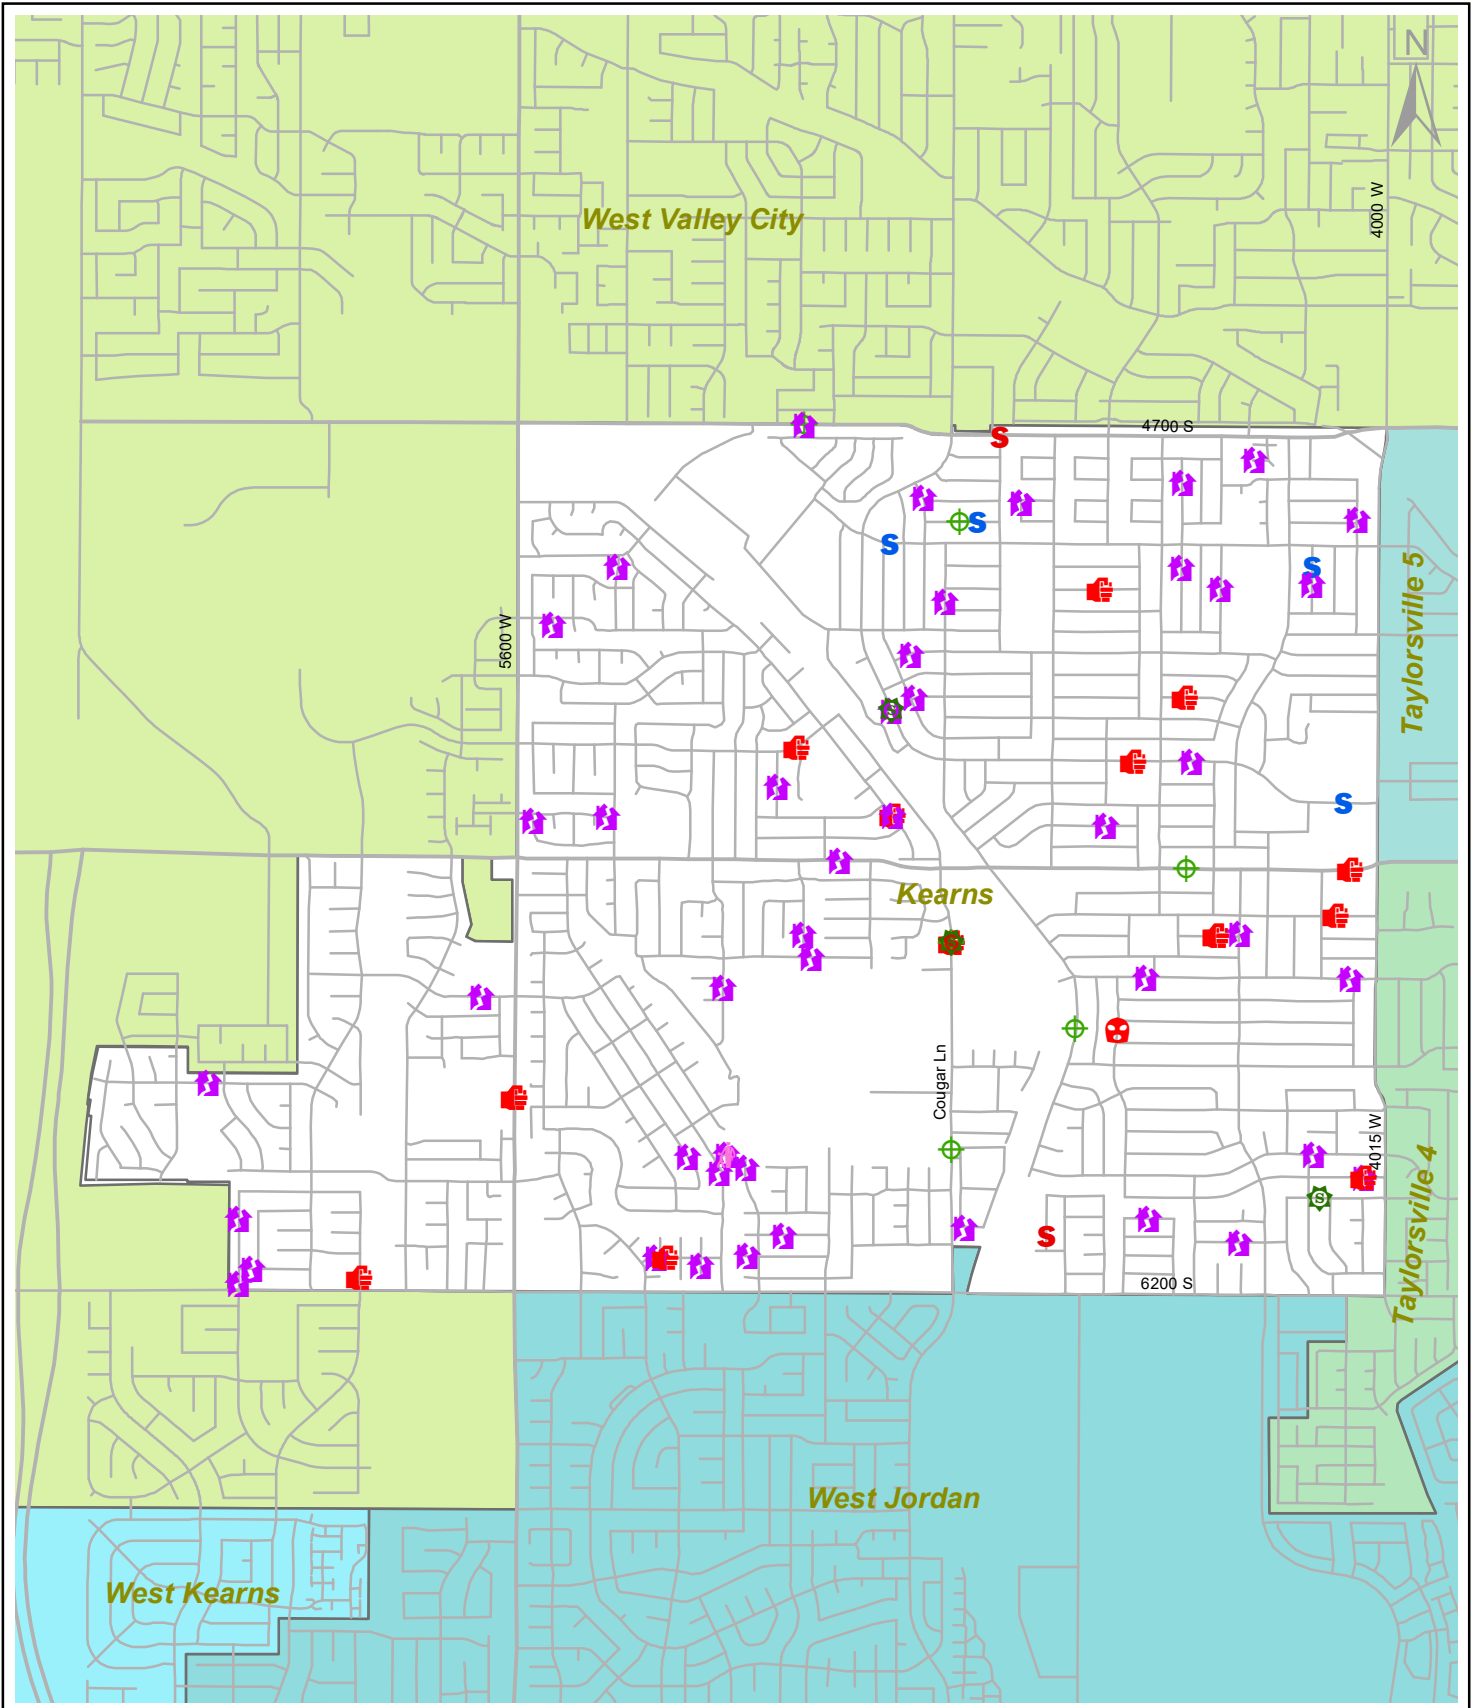 N
4000 W
West Valley City
4700 S
S
S
S
S
Taylorsville 5
5600 W
S
S
Kearns
S
Cougar Ln
4015 W
Taylorsville 4
S
S
6200 S
West Jordan
West Kearns